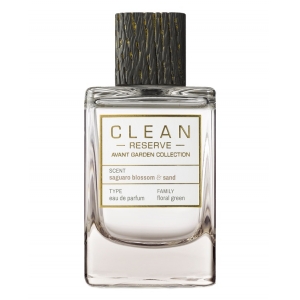 CLEAN
RESERVE
AVANT GARDEN COLLECTION
SCENT
saguaro blossom & sand
TYPE
eau de parfum
FAMILY
floral green